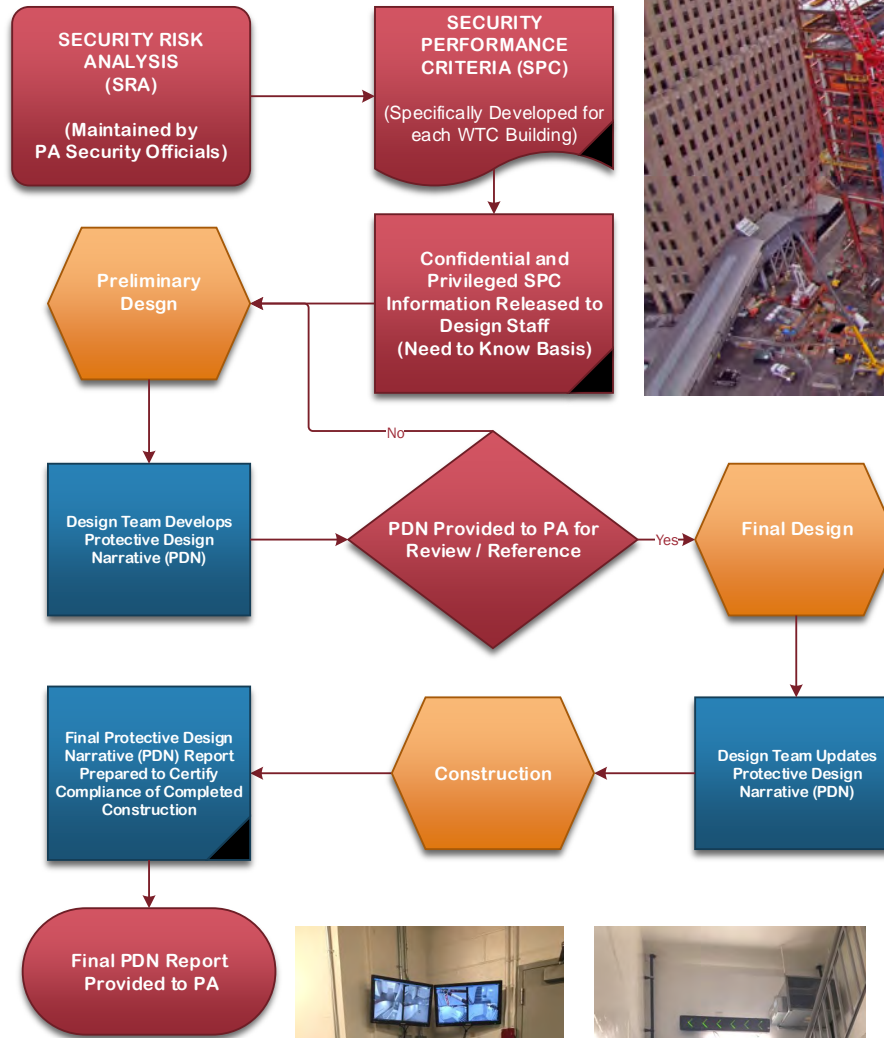 SECURITY RISK
ANALYSIS
(SRA)
(Maintained by
PA Security Officials)
SECURITY
PERFORMANCE
CRITERIA (SPC)
(Specifically Developed for
each WTC Building)
Confidential and
Privileged SPC
Information Released to
Design Staff
(Need to Know Basis)
Preliminary
Desgn
No
Design Team Develops
Protective Design
Narrative (PDN)
PDN Provided to PA for
Review / Reference
Yes
Final Design
Design Team Updates
Protective Design
Narrative (PDN)
Construction
Final Protective Design
Narrative (PDN) Report
Prepared to Certify
Compliance of Completed
Construction
Final PDN Report
Provided to PA